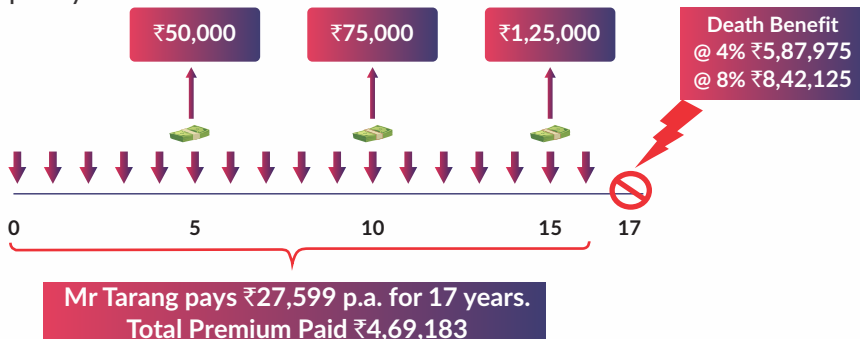 ₹50,000
₹75,000
₹1,25,000
Death Benefit
@ 4% ₹5,87,975
@ 8% ₹8,42,125
0 5 10 15 17
Mr Tarang pays ₹27,599 p.a. for 17 years.
Total Premium Paid ₹4,69,183